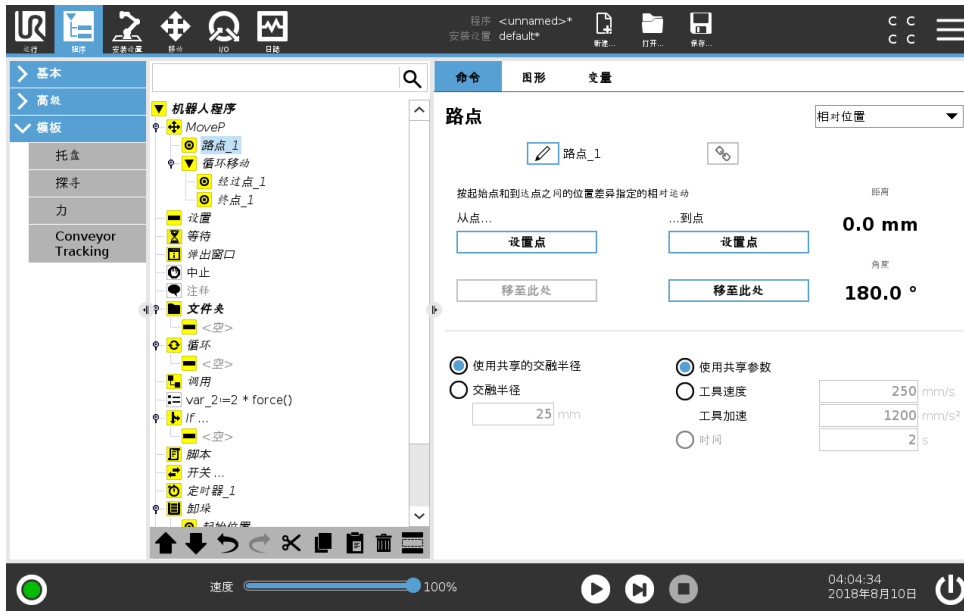 UR
运行
程序
安装设置
移动
I/O
日志
程序 <unnamed>*
安装设置 default*
新建...
打开...
保存...
C C
C C
基本
高级
模板
托盘
探寻
力
Conveyor Tracking
机器人程序
MoveP
路点_1
循环移动
经过点_1
终点_1
设置
等待
弹出窗口
中止
注释
文件夹
<空>
循环
<空>
调用
var_2:=2 * force()
If ...
<空>
脚本
开关 ...
定时器_1
卸垛
起始位置
命令 图形 变量
路点
相对位置
路点_1
按起始点和到达点之间的位置差异指定的相对运动
从点...
...到点
设置点
设置点
移至此处
移至此处
距离
0.0 mm
角度
180.0 °
使用共享的交融半径
交融半径
25 mm
使用共享参数
工具速度 250 mm/s
工具加速 1200 mm/s²
时间 2 s
速度 100%
04:04:34
2018年8月10日